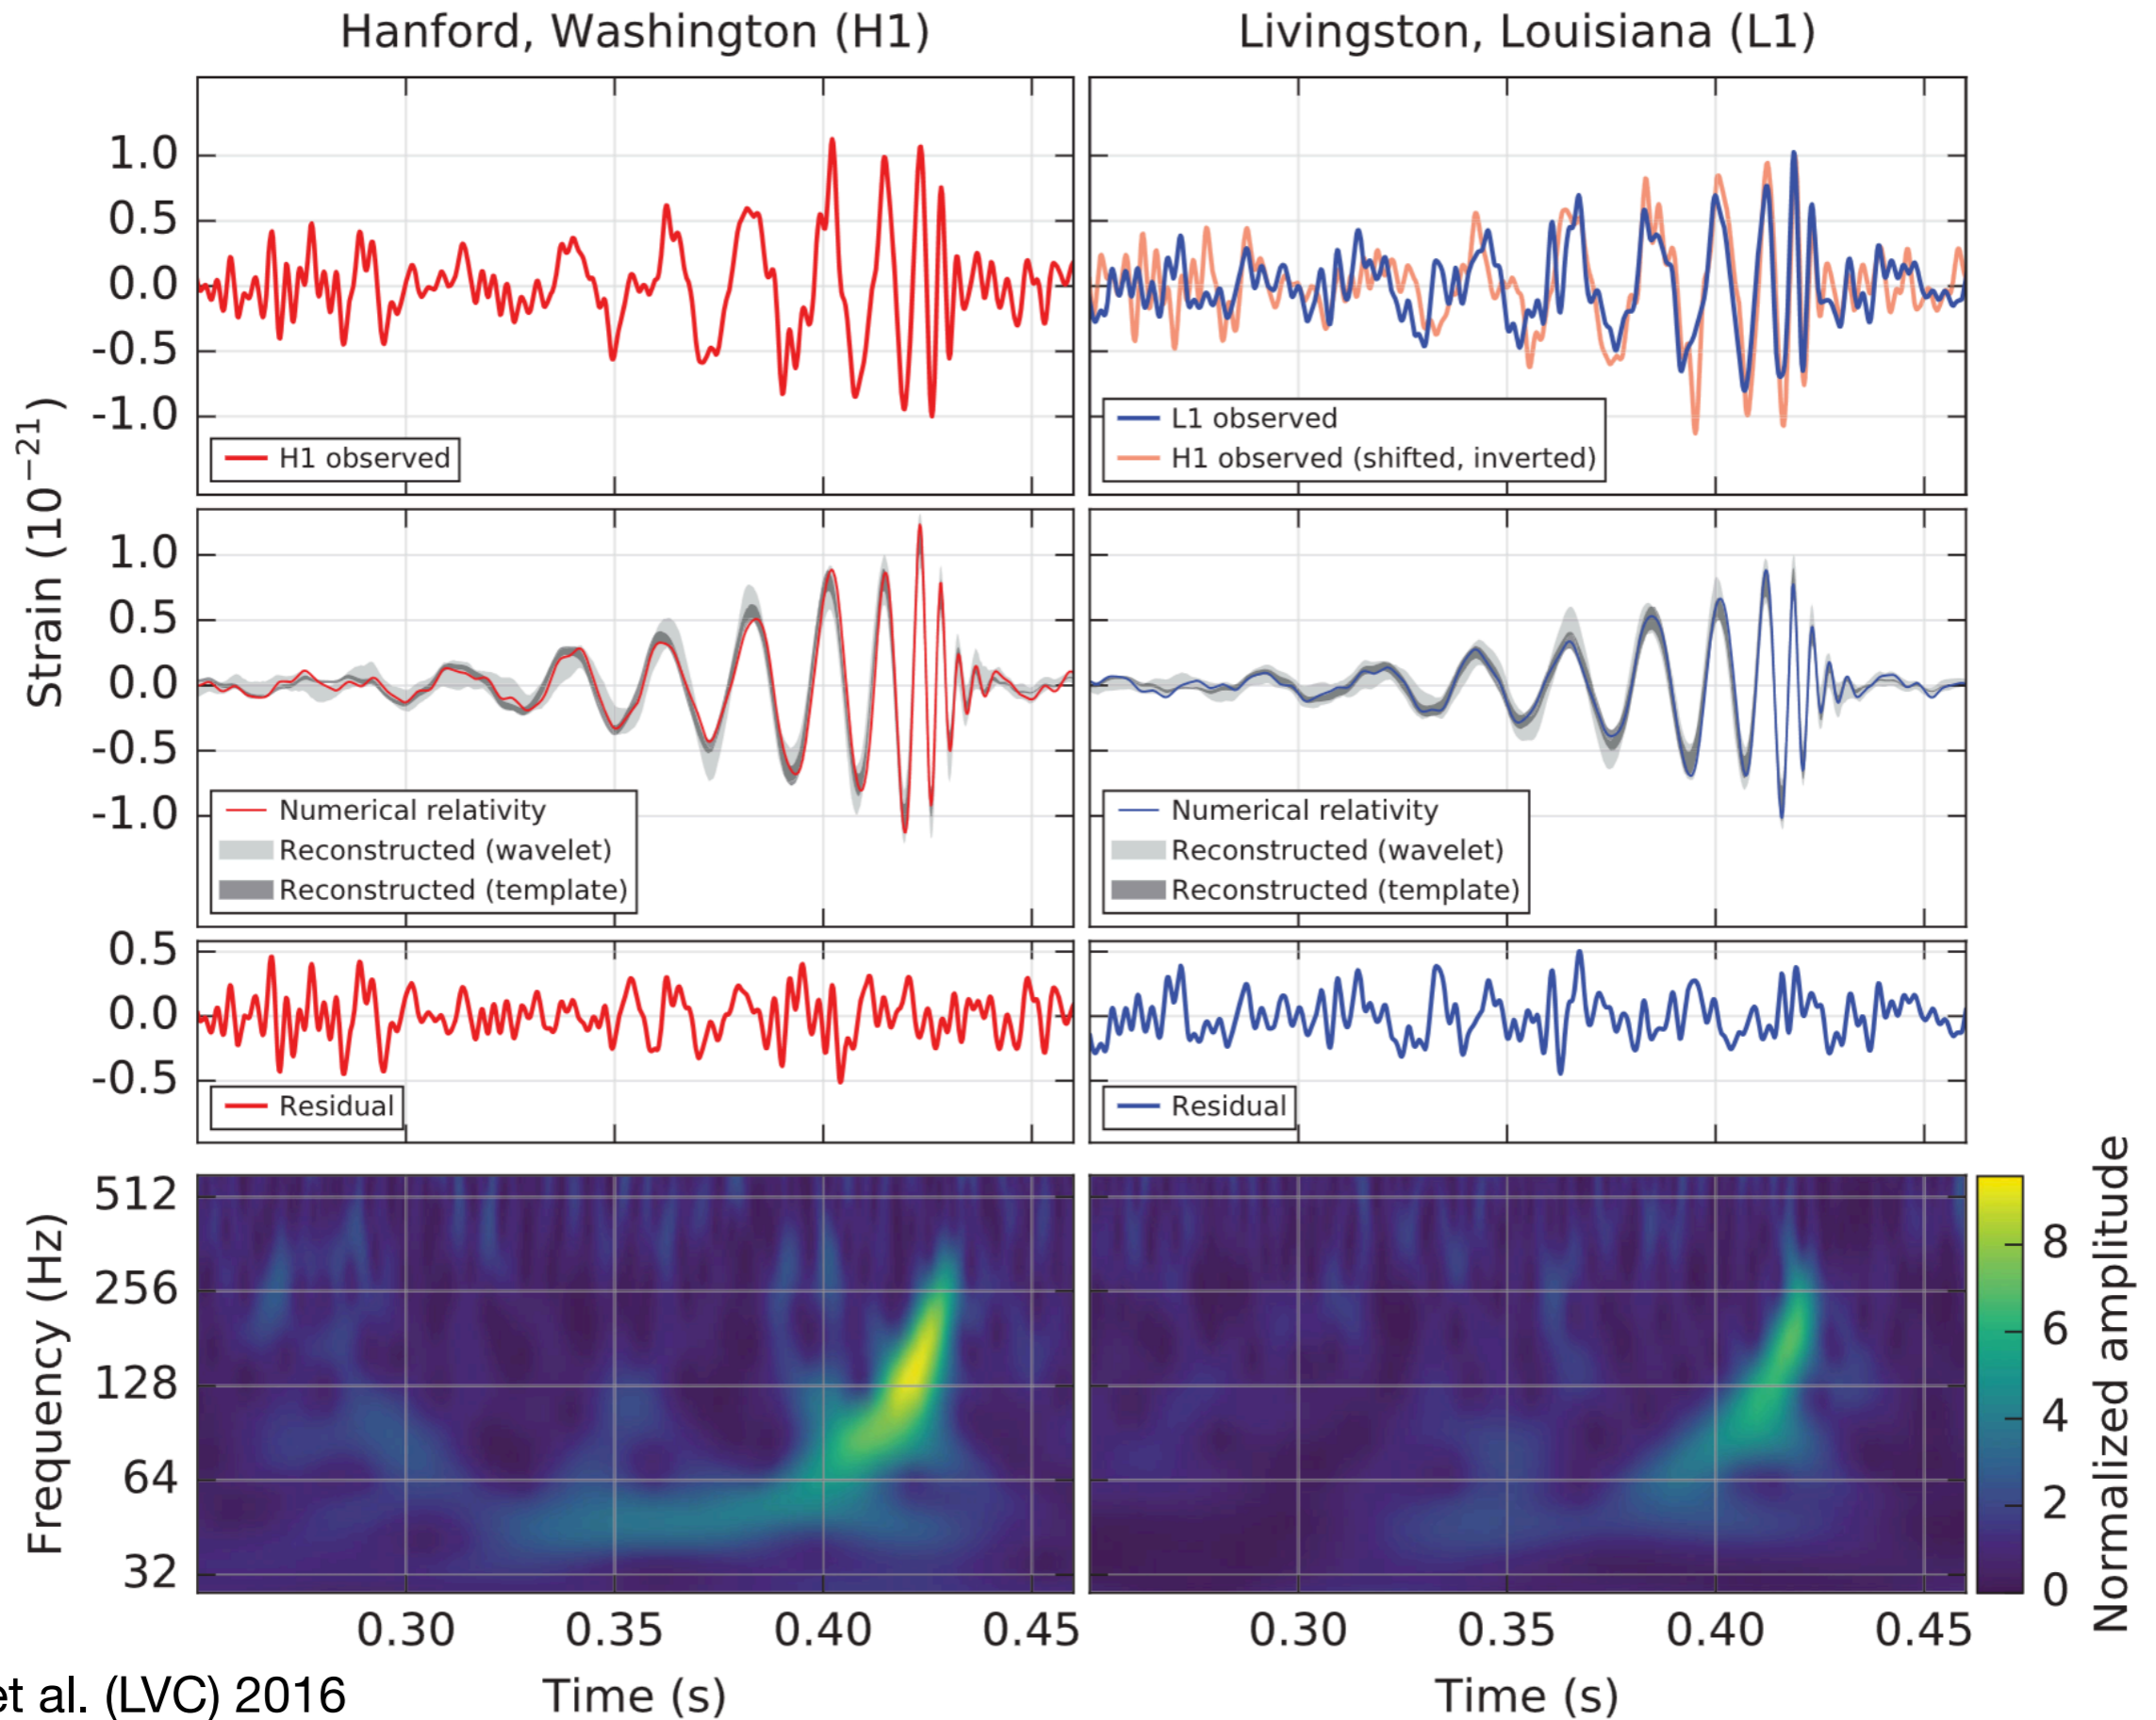 Hanford, Washington (H1)
Livingston, Louisiana (L1)
Strain (10⁻²¹)
1.0
0.5
0.0
-0.5
-1.0
H1 observed
L1 observed
H1 observed (shifted, inverted)
1.0
0.5
0.0
-0.5
-1.0
Numerical relativity
Reconstructed (wavelet)
Reconstructed (template)
Numerical relativity
Reconstructed (wavelet)
Reconstructed (template)
0.5
0.0
-0.5
Residual
Residual
Frequency (Hz)
512
256
128
64
32
Normalized amplitude
8
6
4
2
0
0.30 0.35 0.40 0.45
0.30 0.35 0.40 0.45
Time (s)
Time (s)
et al. (LVC) 2016